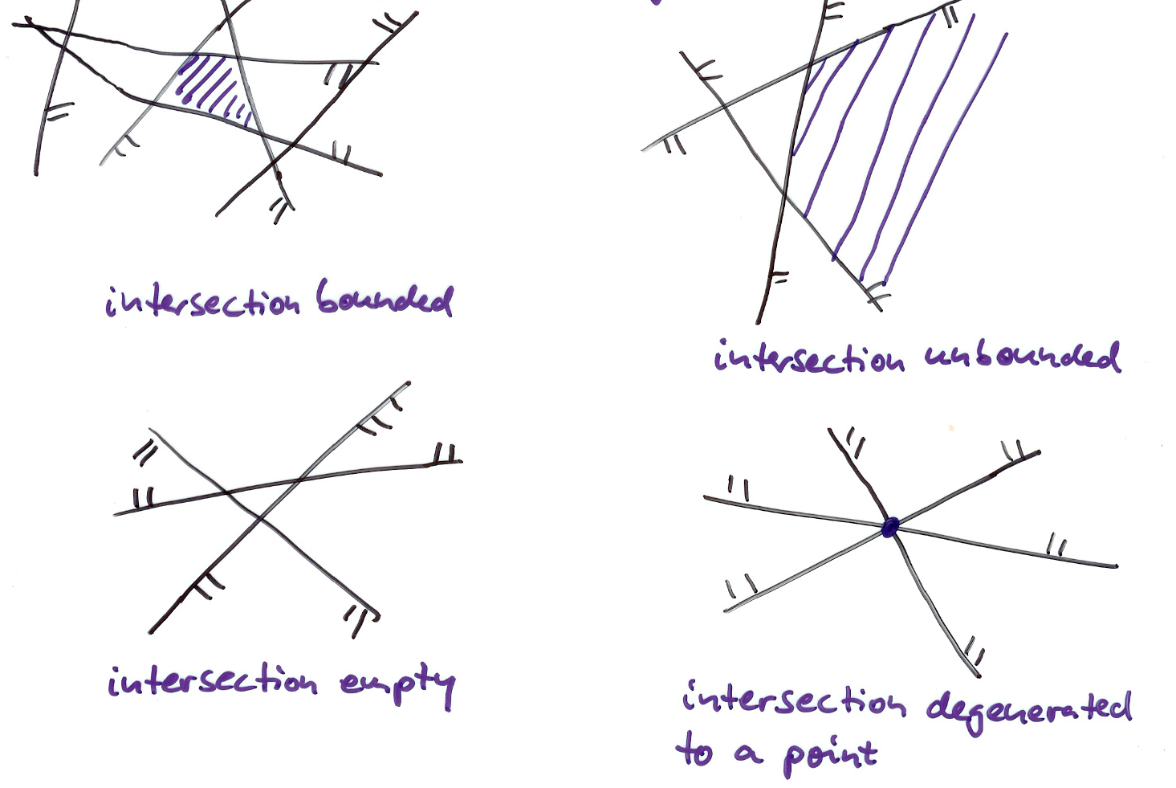 intersection bounded
intersection unbounded
intersection empty
intersection degenerated
to a point